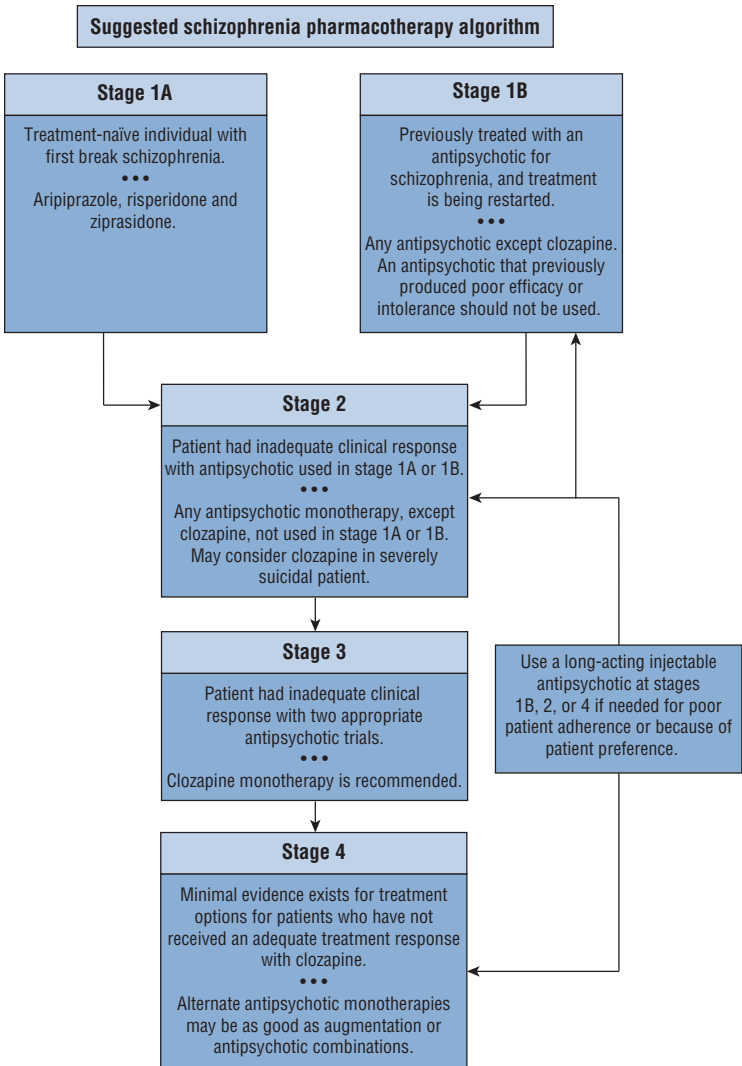 Suggested schizophrenia pharmacotherapy algorithm
Stage 1A
Treatment-naïve individual with
first break schizophrenia.
•••
Aripiprazole, risperidone and
ziprasidone.
Stage 1B
Previously treated with an
antipsychotic for
schizophrenia, and treatment
is being restarted.
•••
Any antipsychotic except clozapine.
An antipsychotic that previously
produced poor efficacy or
intolerance should not be used.
Stage 2
Patient had inadequate clinical response
with antipsychotic used in stage 1A or 1B.
•••
Any antipsychotic monotherapy, except
clozapine, not used in stage 1A or 1B.
May consider clozapine in severely
suicidal patient.
Stage 3
Patient had inadequate clinical
response with two appropriate
antipsychotic trials.
•••
Clozapine monotherapy is recommended.
Use a long-acting injectable
antipsychotic at stages
1B, 2, or 4 if needed for poor
patient adherence or because of
patient preference.
Stage 4
Minimal evidence exists for treatment
options for patients who have not
received an adequate treatment response
with clozapine.
•••
Alternate antipsychotic monotherapies
may be as good as augmentation or
antipsychotic combinations.